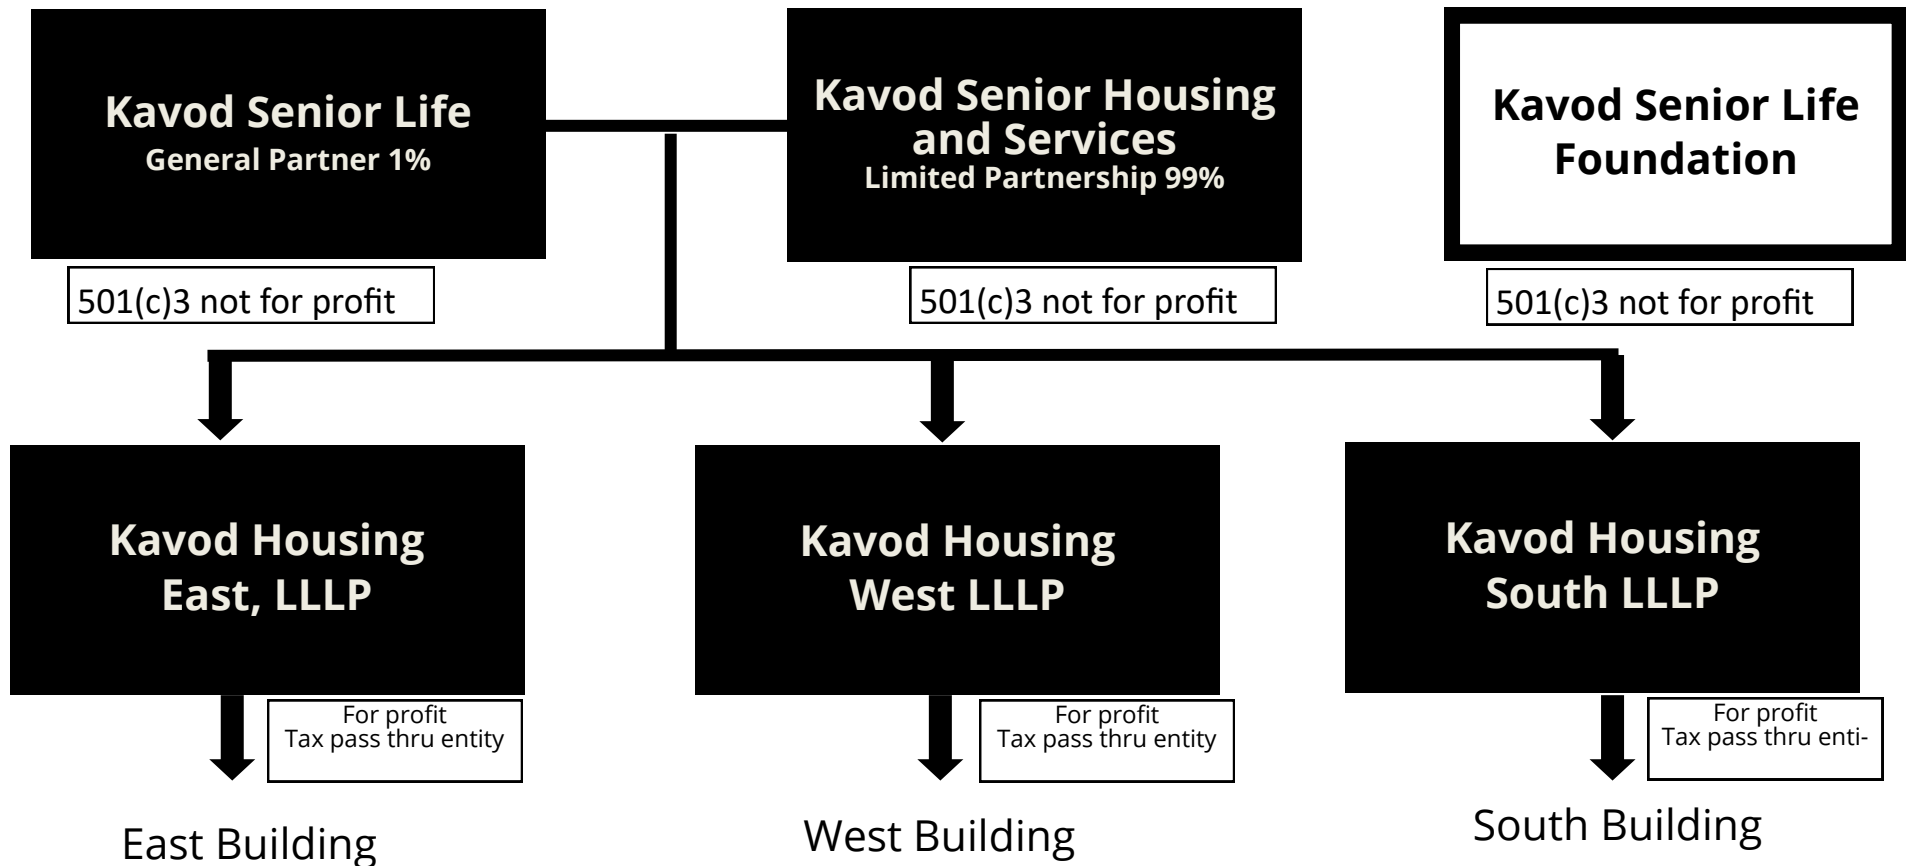 Kavod Senior Life
General Partner 1%
Kavod Senior Housing
and Services
Limited Partnership 99%
Kavod Senior Life
Foundation
501(c)3 not for profit
501(c)3 not for profit
501(c)3 not for profit
Kavod Housing
East, LLLP
Kavod Housing
West LLLP
Kavod Housing
South LLLP
For profit
Tax pass thru entity
For profit
Tax pass thru entity
For profit
Tax pass thru enti-
East Building
West Building
South Building